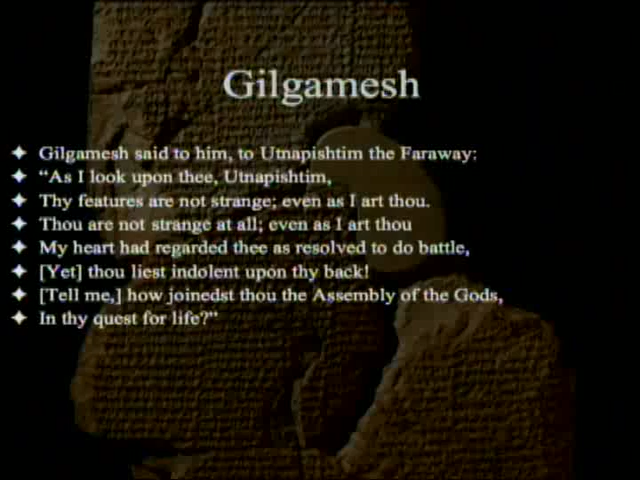 Gilgamesh
Gilgamesh said to him, to Utnapishtim the Faraway:
“As I look upon thee, Utnapishtim,
Thy features are not strange; even as I art thou.
Thou are not strange at all; even as I art thou
My heart had regarded thee as resolved to do battle,
[Yet] thou liest indolent upon thy back!
[Tell me,] how joinedst thou the Assembly of the Gods,
In thy quest for life?”